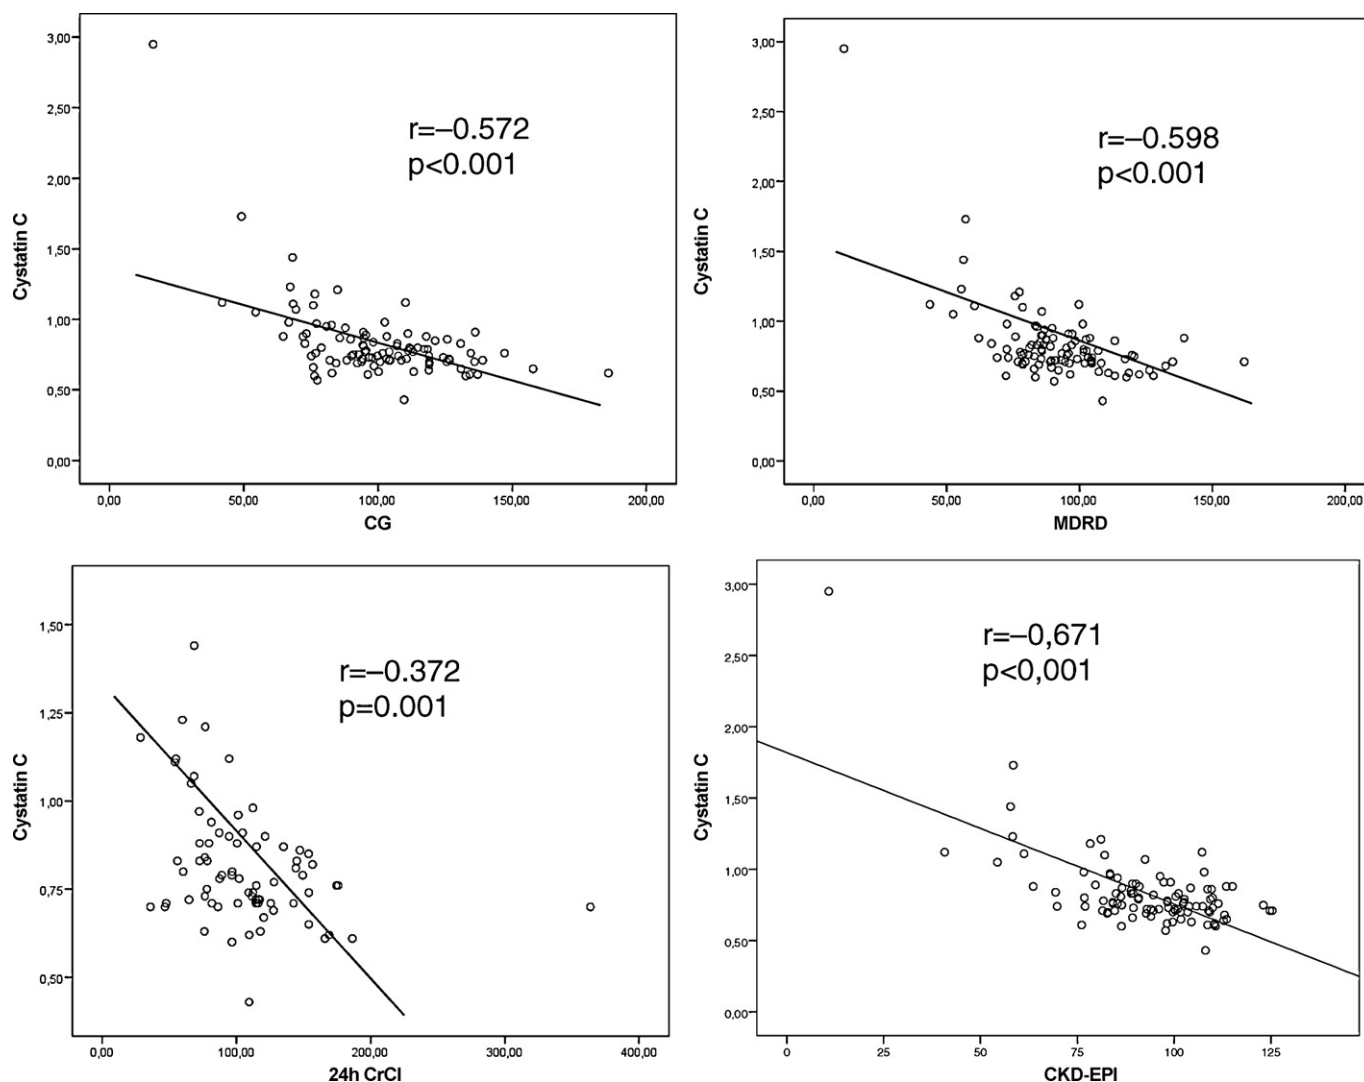 3,00
2,50
2,00
1,50
1,00
0,50
0,00
Cystatin C
r=–0.572
p<0.001
0,00 50,00 100,00 150,00 200,00
CG
3,00
2,50
2,00
1,50
1,00
0,50
0,00
Cystatin C
r=–0.598
p<0.001
0,00 50,00 100,00 150,00 200,00
MDRD
1,50
1,25
1,00
0,75
0,50
Cystatin C
r=–0.372
p=0.001
0,00 100,00 200,00 300,00 400,00
24h CrCl
3,00
2,50
2,00
1,50
1,00
0,50
0,00
Cystatin C
r=–0,671
p<0,001
0 25 50 75 100 125
CKD-EPI